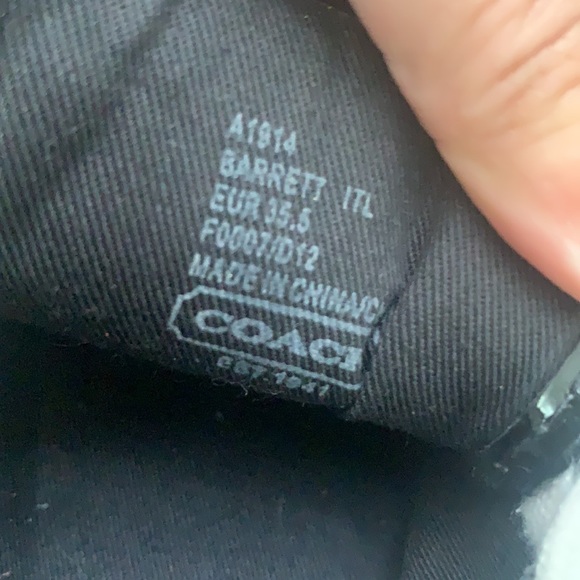 A1914
BARRETT ITL
EUR 35.5
F0007/D12
MADE IN CHINA/C
COACH
EST. 1941